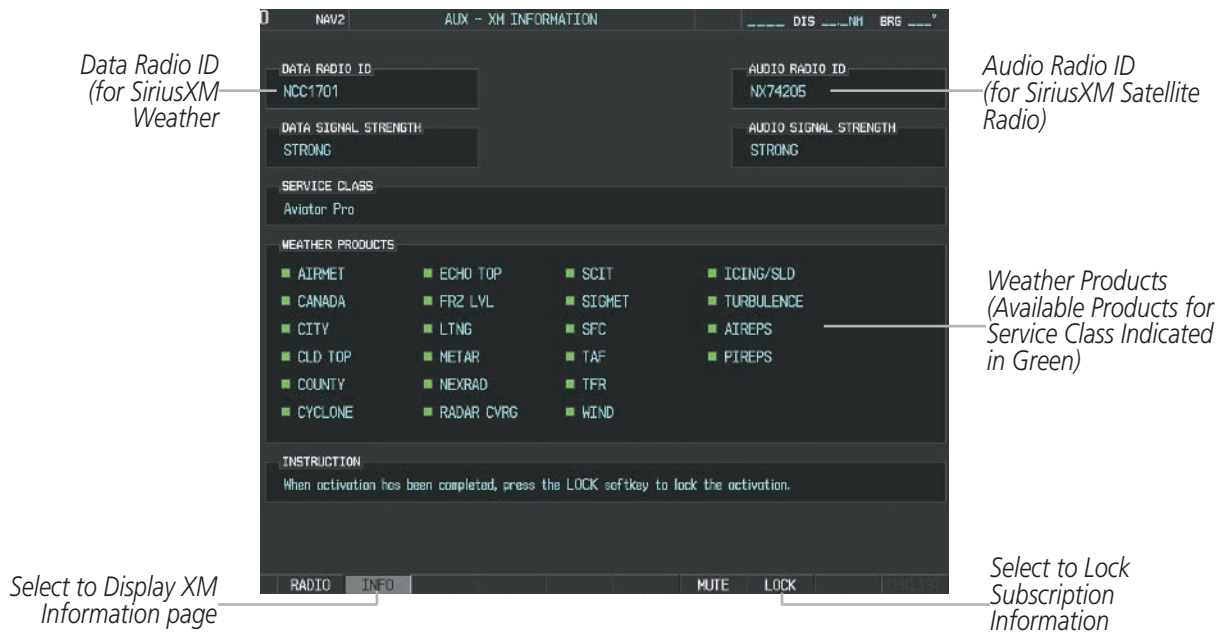 NAV2
AUX - XM INFORMATION
____ DIS __._NM BRG ___°
Data Radio ID
(for SiriusXM
Weather
DATA RADIO ID
NCC1701
AUDIO RADIO ID
NX74205
Audio Radio ID
(for SiriusXM Satellite
Radio)
DATA SIGNAL STRENGTH
STRONG
AUDIO SIGNAL STRENGTH
STRONG
SERVICE CLASS
Aviator Pro
WEATHER PRODUCTS
AIRMET ECHO TOP SCIT ICING/SLD
CANADA FRZ LVL SIGMET TURBULENCE
CITY LTNG SFC AIREPS
CLD TOP METAR TAF PIREPS
COUNTY NEXRAD TFR
CYCLONE RADAR CVRG WIND
Weather Products
(Available Products for
Service Class Indicated
in Green)
INSTRUCTION
When activation has been completed, press the LOCK softkey to lock the activation.
RADIO INFO MUTE LOCK
Select to Display XM
Information page
Select to Lock
Subscription
Information